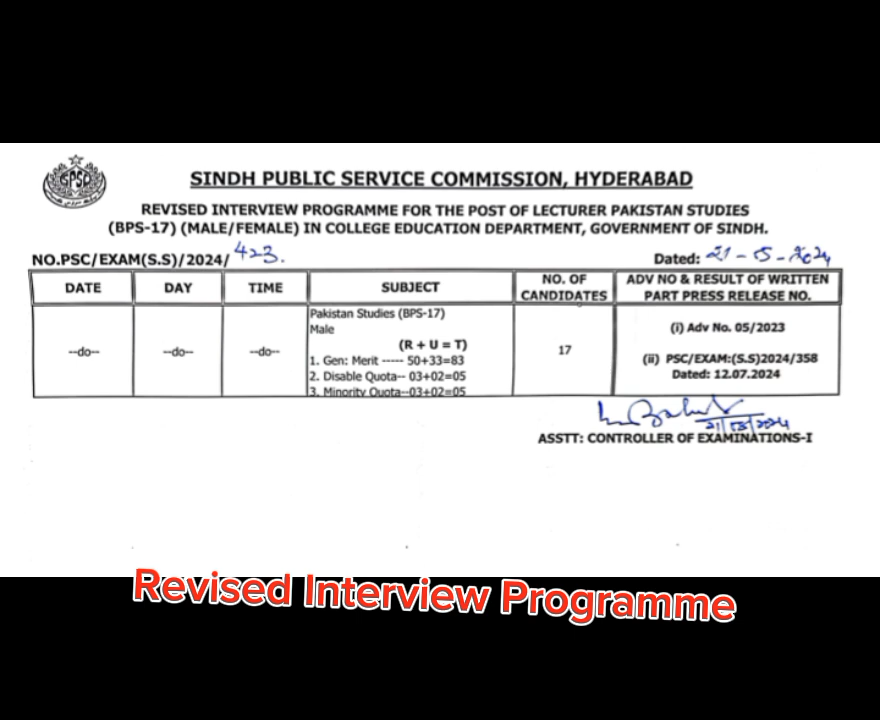 SPSC
SINDH PUBLIC SERVICE COMMISSION, HYDERABAD
REVISED INTERVIEW PROGRAMME FOR THE POST OF LECTURER PAKISTAN STUDIES
(BPS-17) (MALE/FEMALE) IN COLLEGE EDUCATION DEPARTMENT, GOVERNMENT OF SINDH.
NO.PSC/EXAM(S.S)/2024/ 423. Dated: 21-05-2024
DATE DAY TIME SUBJECT NO. OF CANDIDATES ADV NO & RESULT OF WRITTEN PART PRESS RELEASE NO.
--do-- --do-- --do--
Pakistan Studies (BPS-17)
Male
(R + U = T)
1. Gen: Merit ----- 50+33=83
2. Disable Quota-- 03+02=05
3. Minority Quota--03+02=05
17
(i) Adv No. 05/2023
(ii) PSC/EXAM:(S.S)2024/358
Dated: 12.07.2024
ASSTT: CONTROLLER OF EXAMINATIONS-I
Revised Interview Programme